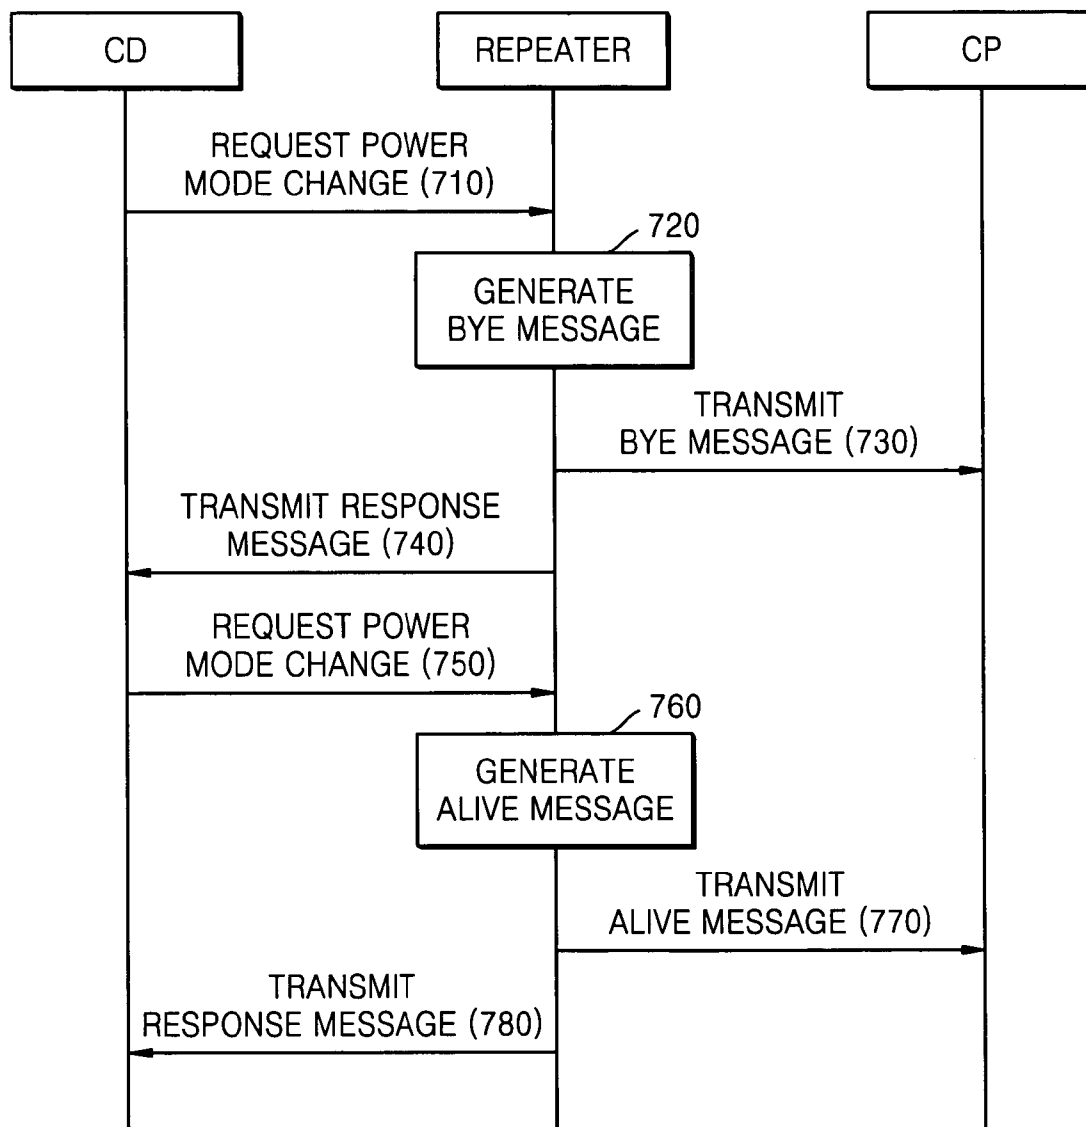 CD
REPEATER
CP
REQUEST POWER
MODE CHANGE (710)
720
GENERATE
BYE MESSAGE
TRANSMIT
BYE MESSAGE (730)
TRANSMIT RESPONSE
MESSAGE (740)
REQUEST POWER
MODE CHANGE (750)
760
GENERATE
ALIVE MESSAGE
TRANSMIT
ALIVE MESSAGE (770)
TRANSMIT
RESPONSE MESSAGE (780)